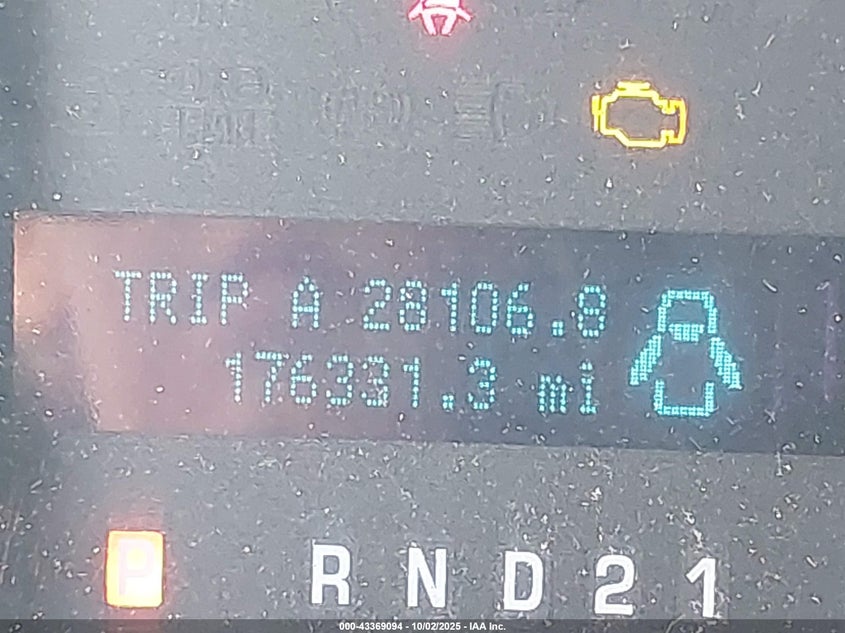 TRIP A 28106.8
176331.3 mi
P R N D 2 1
000-43369094 - 10/02/2025 - IAA Inc.